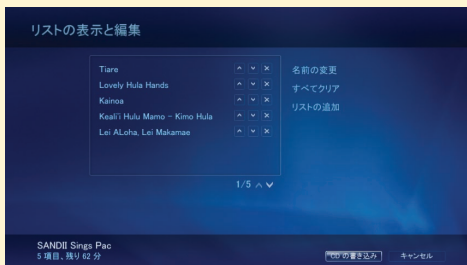 リストの表示と編集
Tiare
Lovely Hula Hands
Kainoa
Keali'i Hulu Mamo - Kimo Hula
Lei ALoha, Lei Makamae
名前の変更
すべてクリア
リストの追加
1/5
SANDII Sings Pac
5 項目、残り 62 分
CD の書き込み
キャンセル